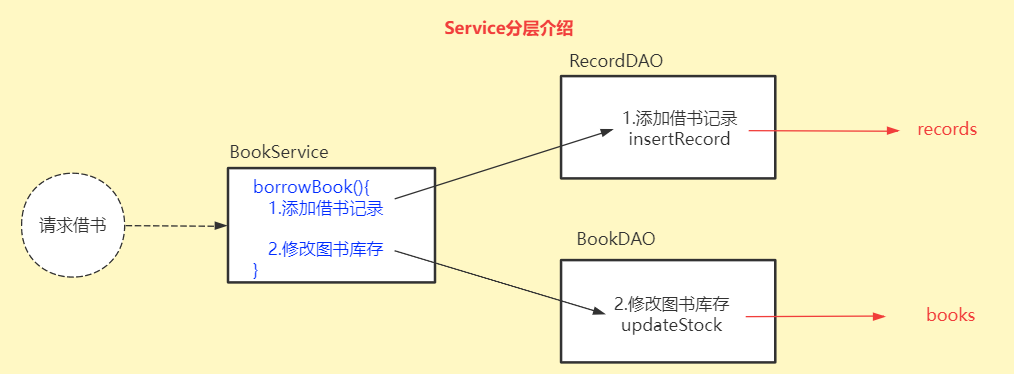 Service分层介绍
RecordDAO
1.添加借书记录
insertRecord
records
BookService
borrowBook(){
1.添加借书记录
2.修改图书库存
}
请求借书
BookDAO
2.修改图书库存
updateStock
books